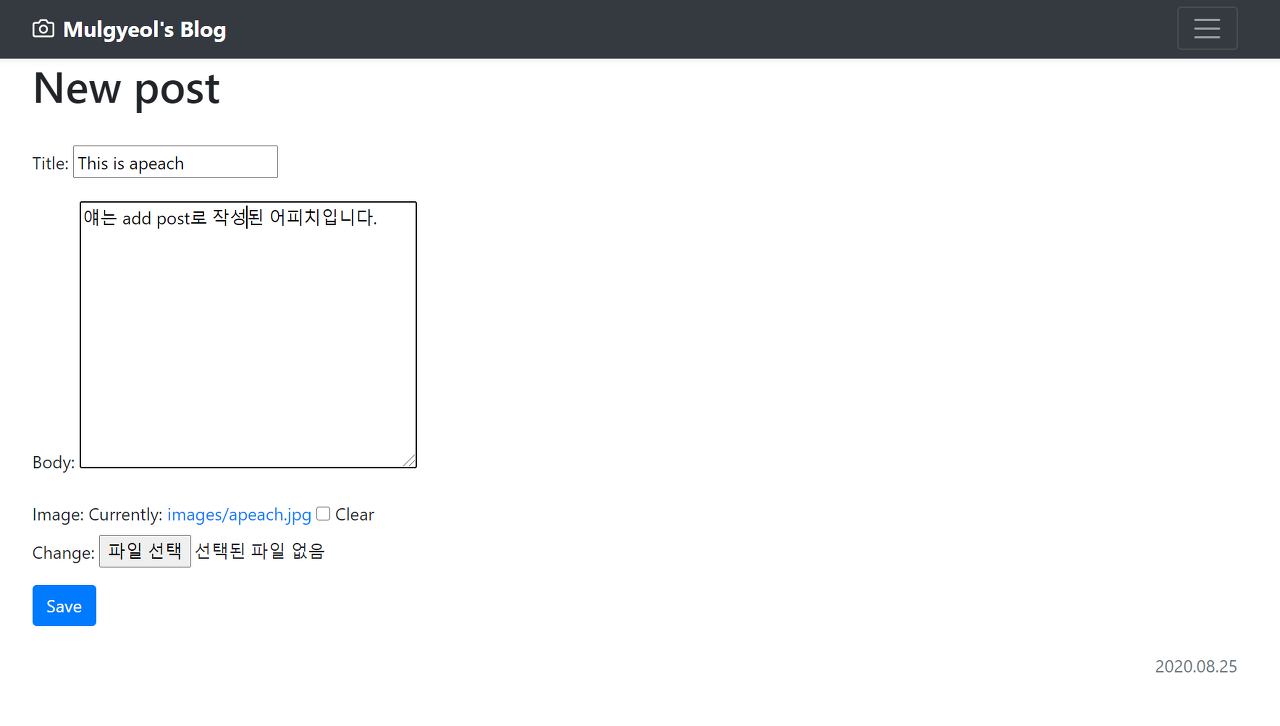 Mulgyeol's Blog
New post
Title: This is apeach
얘는 add post로 작성된 어피치입니다.
Body:
Image: Currently: images/apeach.jpg Clear
Change: 파일 선택 선택된 파일 없음
Save
2020.08.25